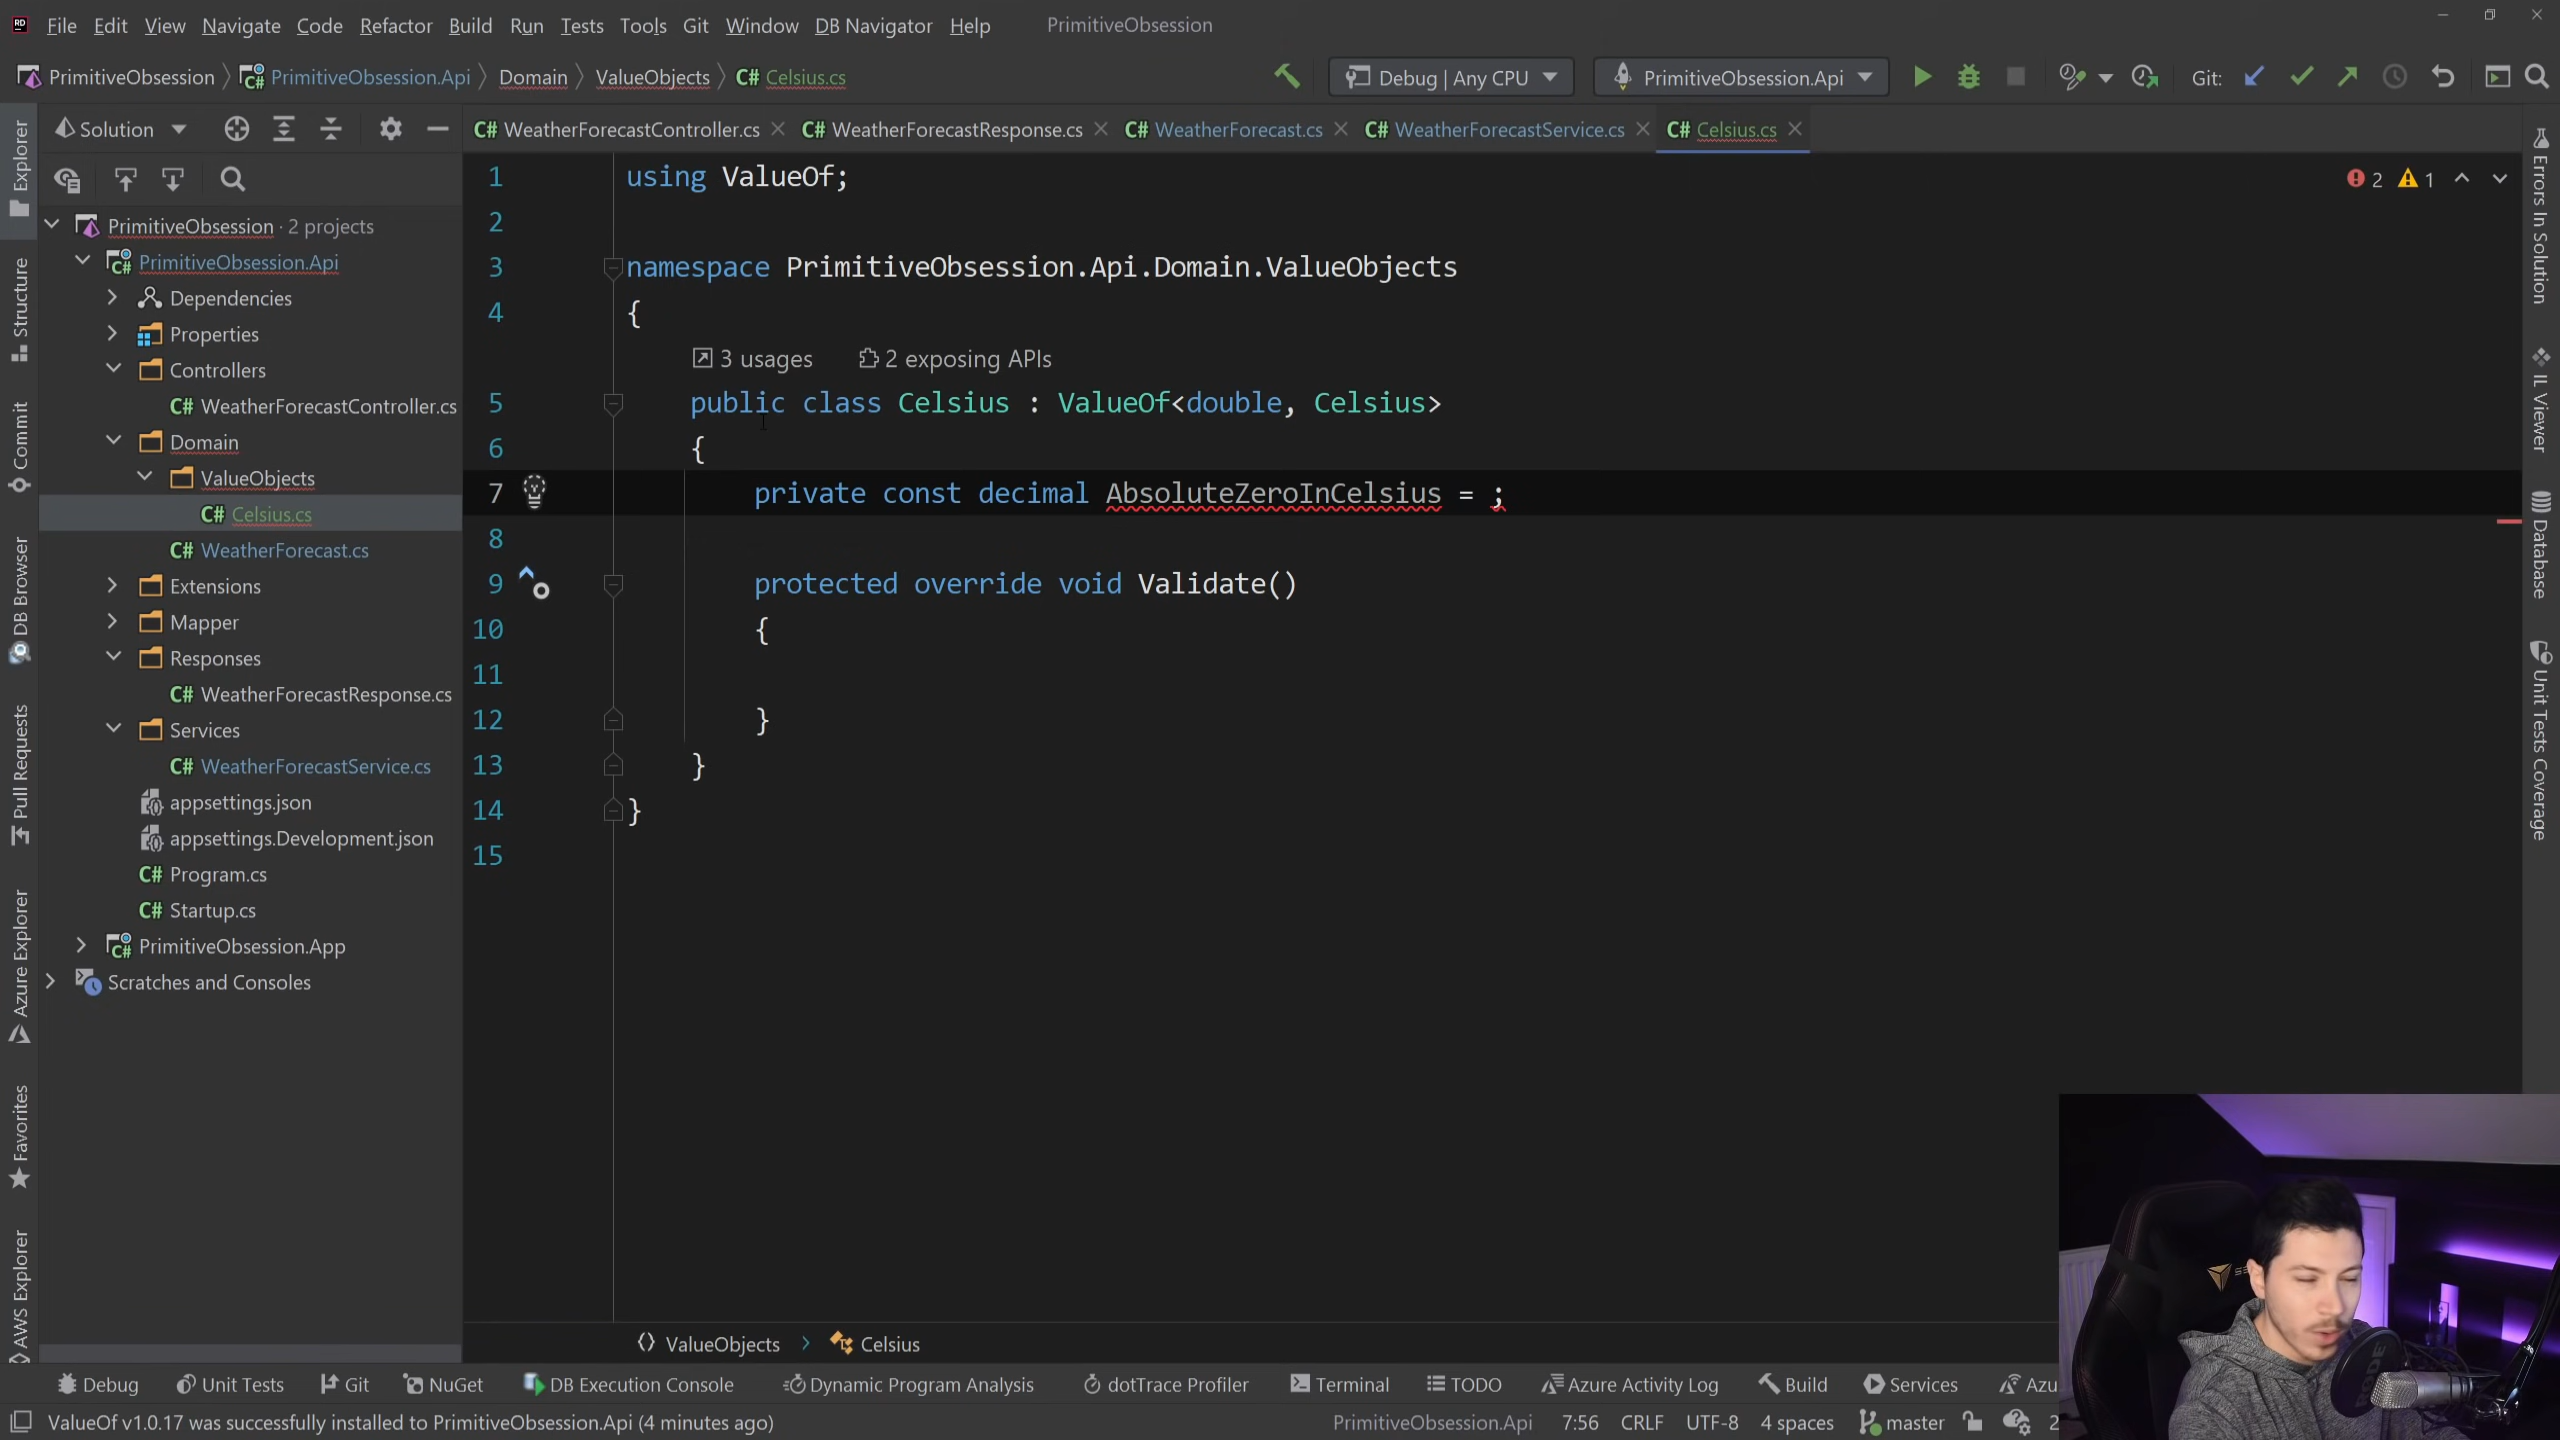 File Edit View Navigate Code Refactor Build Run Tests Tools Git Window DB Navigator Help PrimitiveObsession
PrimitiveObsession PrimitiveObsession.Api Domain ValueObjects C# Celsius.cs Debug | Any CPU PrimitiveObsession.Api Git:
Solution
C# WeatherForecastController.cs C# WeatherForecastResponse.cs C# WeatherForecast.cs C# WeatherForecastService.cs C# Celsius.cs
Explorer
Structure
Commit
DB Browser
Pull Requests
Azure Explorer
Favorites
AWS Explorer
PrimitiveObsession · 2 projects
PrimitiveObsession.Api
Dependencies
Properties
Controllers
C# WeatherForecastController.cs
Domain
ValueObjects
C# Celsius.cs
C# WeatherForecast.cs
Extensions
Mapper
Responses
C# WeatherForecastResponse.cs
Services
C# WeatherForecastService.cs
appsettings.json
appsettings.Development.json
C# Program.cs
C# Startup.cs
PrimitiveObsession.App
Scratches and Consoles
2 1
1 using ValueOf;
2
3 namespace PrimitiveObsession.Api.Domain.ValueObjects
4 {
3 usages 2 exposing APIs
5 public class Celsius : ValueOf<double, Celsius>
6 {
7 private const decimal AbsoluteZeroInCelsius = ;
8
9 protected override void Validate()
10 {
11
12 }
13 }
14 }
15
Errors In Solution
IL Viewer
Database
Unit Tests Coverage
ValueObjects Celsius
Debug Unit Tests Git NuGet DB Execution Console Dynamic Program Analysis dotTrace Profiler Terminal TODO Azure Activity Log Build Services Azu
ValueOf v1.0.17 was successfully installed to PrimitiveObsession.Api (4 minutes ago) PrimitiveObsession.Api 7:56 CRLF UTF-8 4 spaces master 2
RODE